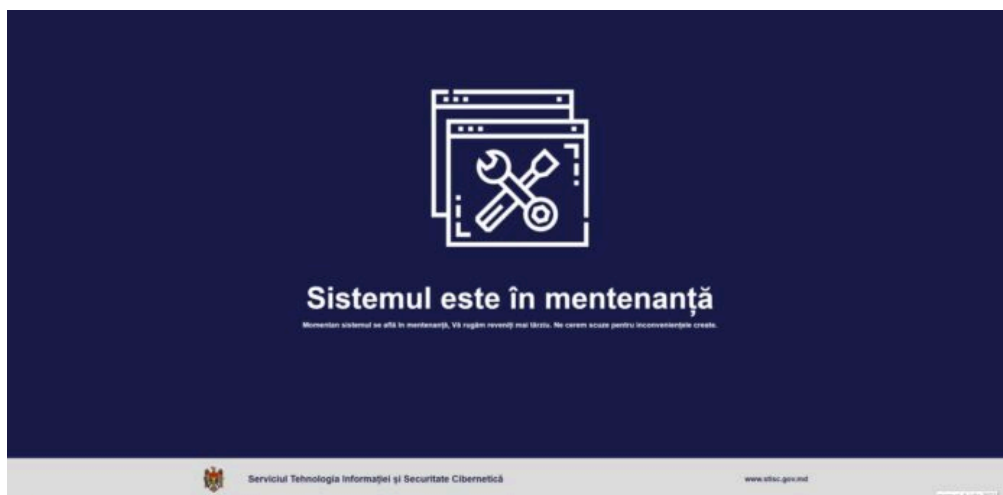 Sistemul este în mentenanță
Momentan sistemul se află în mentenanță, Vă rugăm reveniți mai târziu. Ne cerem scuze pentru inconveniențele create.
Serviciul Tehnologia Informației și Securitate Cibernetică
www.stisc.gov.md